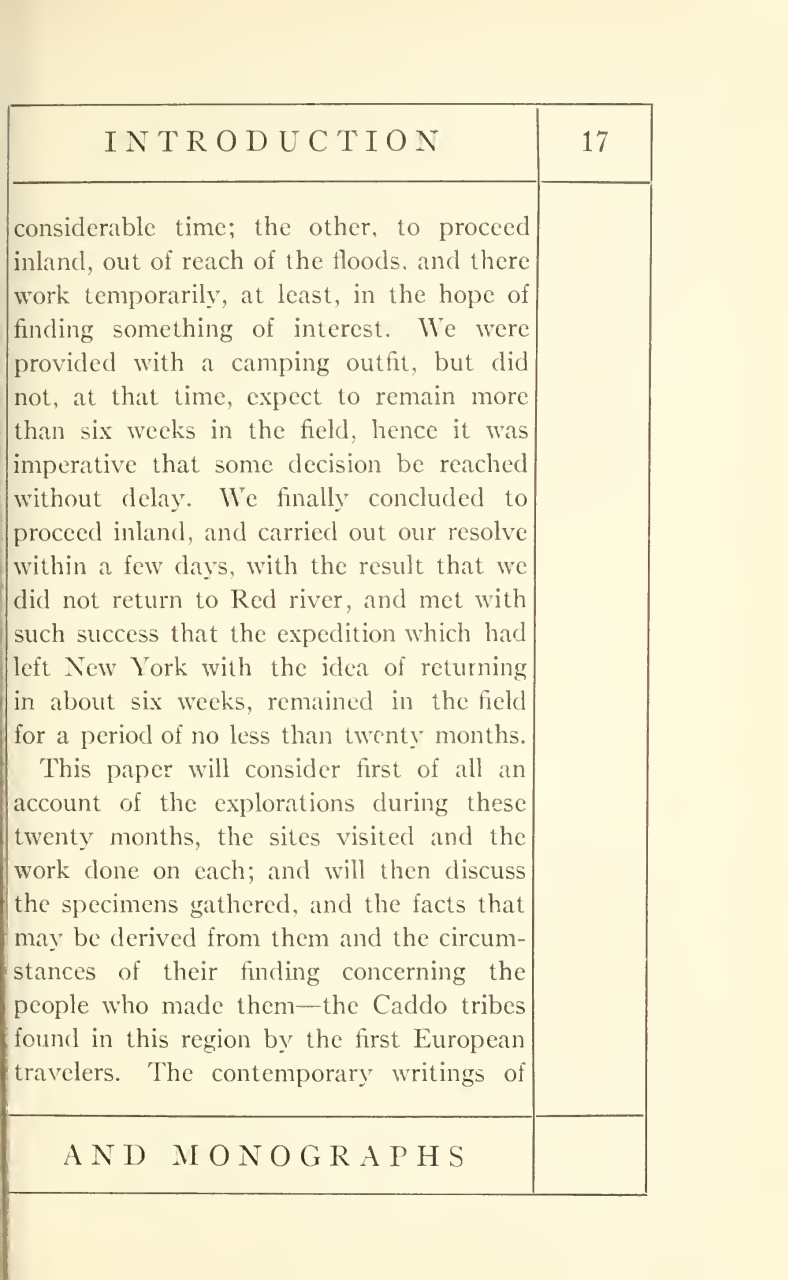 INTRODUCTION
17
considerable time; the other, to proceed
inland, out of reach of the floods, and there
work temporarily, at least, in the hope of
finding something of interest. We were
provided with a camping outfit, but did
not, at that time, expect to remain more
than six weeks in the field, hence it was
imperative that some decision be reached
without delay. We finally concluded to
proceed inland, and carried out our resolve
within a few days, with the result that we
did not return to Red river, and met with
such success that the expedition which had
left New York with the idea of returning
in about six weeks, remained in the field
for a period of no less than twenty months.
This paper will consider first of all an
account of the explorations during these
twenty months, the sites visited and the
work done on each; and will then discuss
the specimens gathered, and the facts that
may be derived from them and the circum-
stances of their finding concerning the
people who made them—the Caddo tribes
found in this region by the first European
travelers. The contemporary writings of
AND MONOGRAPHS